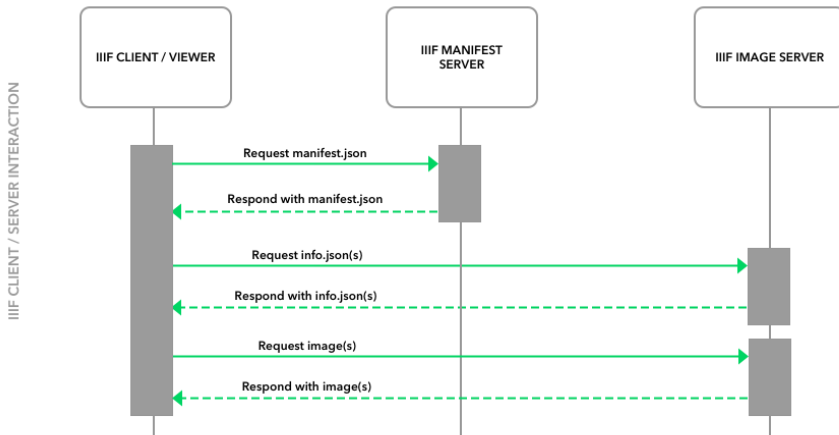 IIIF CLIENT / SERVER INTERACTION
IIIF CLIENT / VIEWER
IIIF MANIFEST
SERVER
IIIF IMAGE SERVER
Request manifest.json
Respond with manifest.json
Request info.json(s)
Respond with info.json(s)
Request image(s)
Respond with image(s)